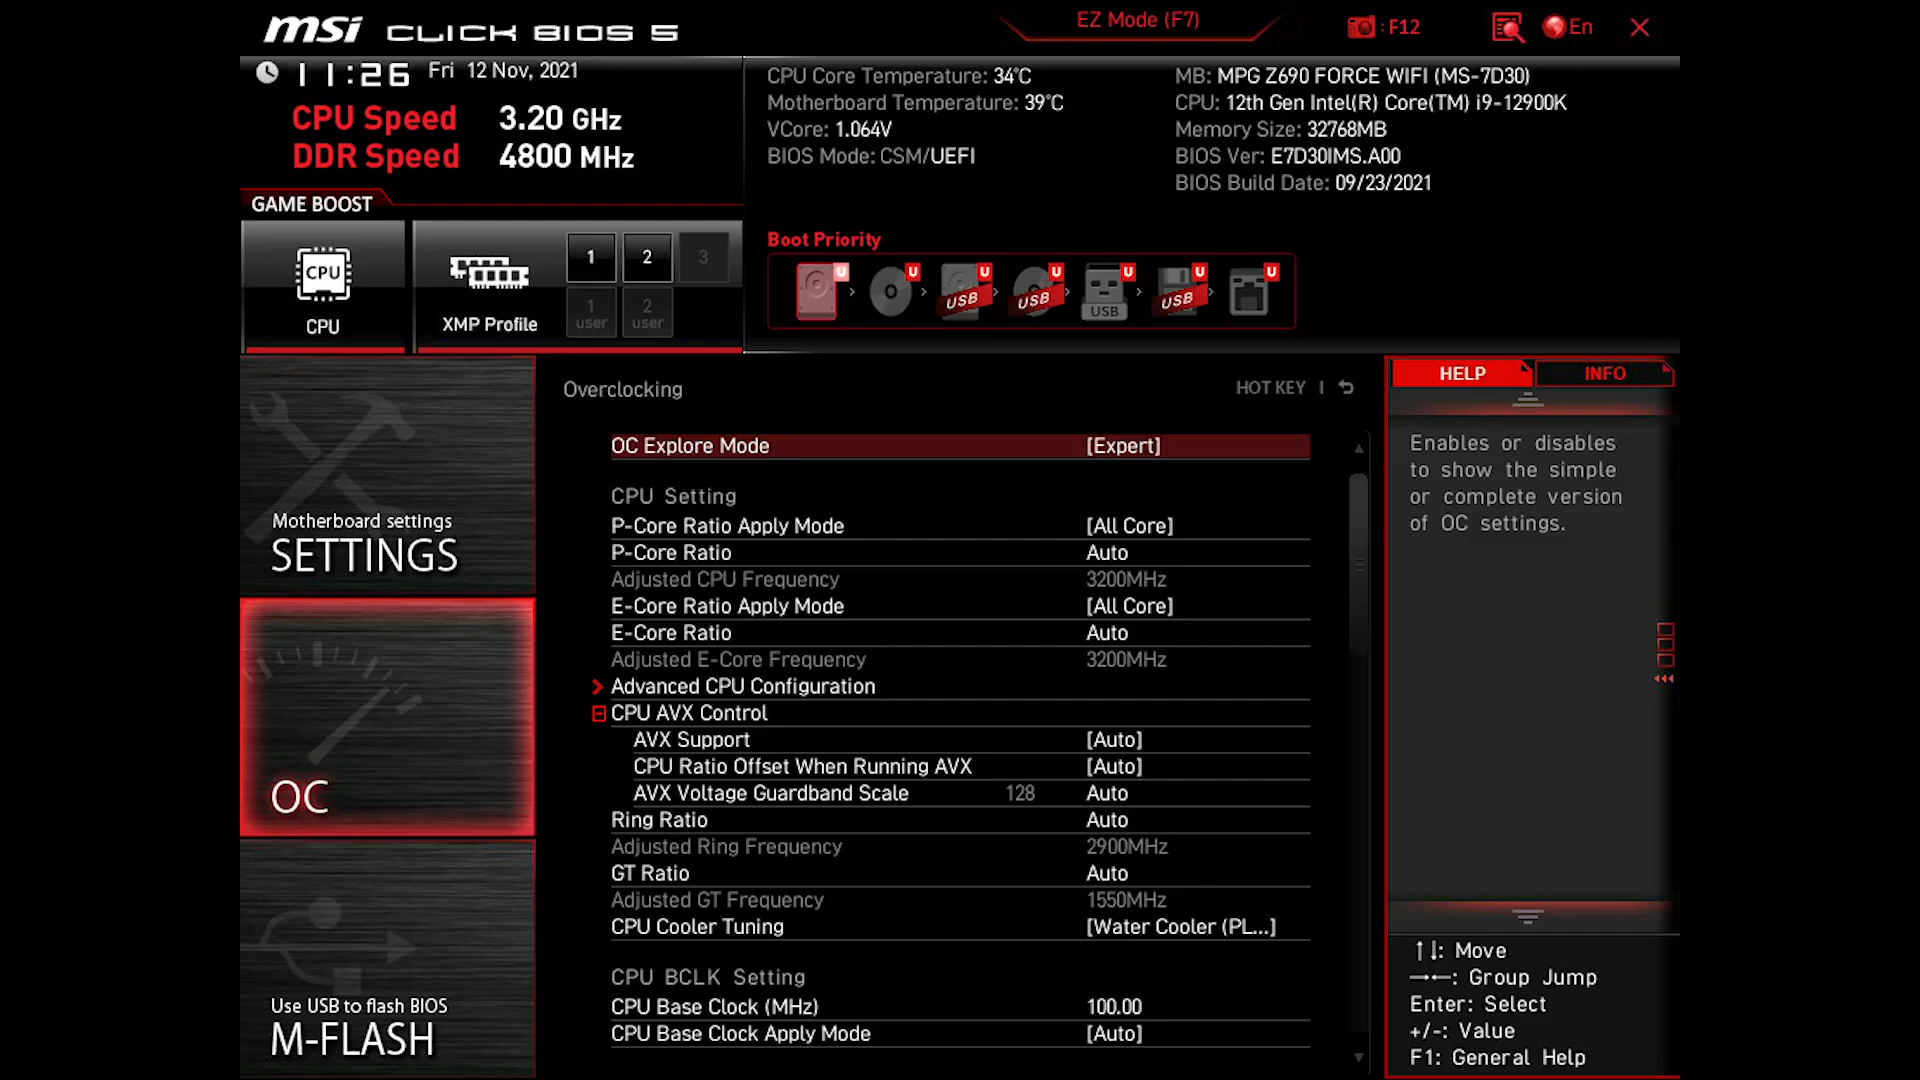 msi CLICK BIOS 5
EZ Mode (F7)
: F12
En
11:26 Fri 12 Nov, 2021
CPU Speed 3.20 GHz
DDR Speed 4800 MHz
CPU Core Temperature: 34°C
Motherboard Temperature: 39°C
VCore: 1.064V
BIOS Mode: CSM/UEFI
MB: MPG Z690 FORCE WIFI (MS-7D30)
CPU: 12th Gen Intel(R) Core(TM) i9-12900K
Memory Size: 32768MB
BIOS Ver: E7D30IMS.A00
BIOS Build Date: 09/23/2021
GAME BOOST
CPU
CPU
XMP Profile
1 2 3
1 user 2 user
Boot Priority
U U U U U U U
USB USB USB USB
Motherboard settings
SETTINGS
OC
Use USB to flash BIOS
M-FLASH
Overclocking
HOT KEY |
OC Explore Mode [Expert]
CPU Setting
P-Core Ratio Apply Mode [All Core]
P-Core Ratio Auto
Adjusted CPU Frequency 3200MHz
E-Core Ratio Apply Mode [All Core]
E-Core Ratio Auto
Adjusted E-Core Frequency 3200MHz
Advanced CPU Configuration
CPU AVX Control
AVX Support [Auto]
CPU Ratio Offset When Running AVX [Auto]
AVX Voltage Guardband Scale 128 Auto
Ring Ratio Auto
Adjusted Ring Frequency 2900MHz
GT Ratio Auto
Adjusted GT Frequency 1550MHz
CPU Cooler Tuning [Water Cooler (PL...]
CPU BCLK Setting
CPU Base Clock (MHz) 100.00
CPU Base Clock Apply Mode [Auto]
HELP
INFO
Enables or disables
to show the simple
or complete version
of OC settings.
↑↓: Move
→←: Group Jump
Enter: Select
+/-: Value
F1: General Help